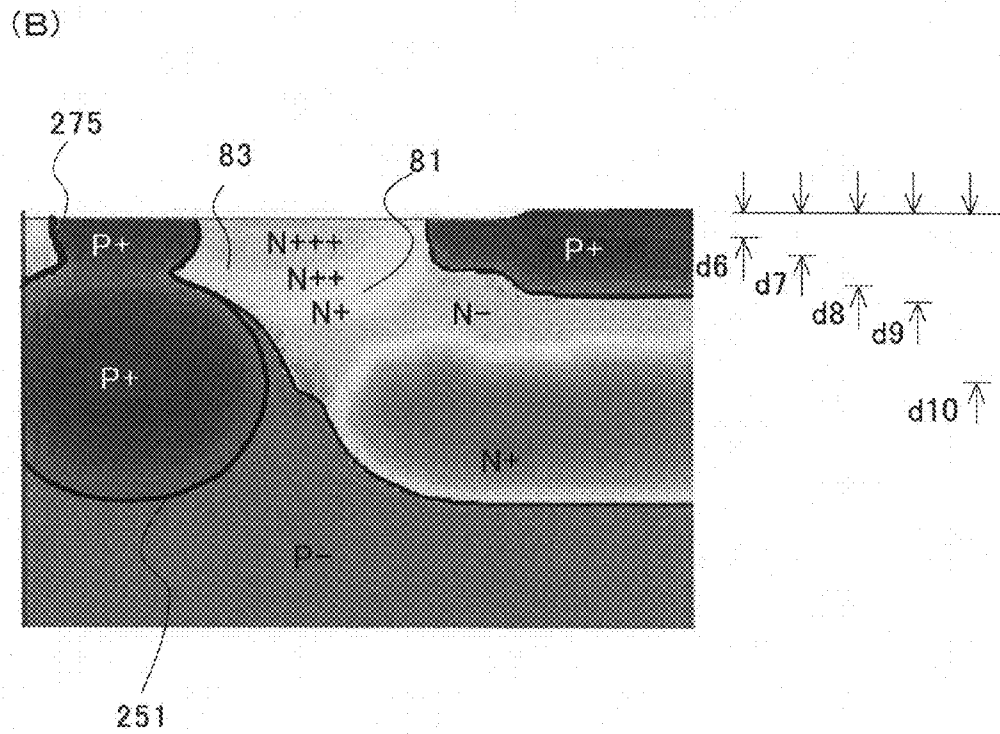 (B)
275
83
81
P+
N+++
P+
N++
d6
d7
N+
N-
d8
d9
P+
d10
N+
P-
251